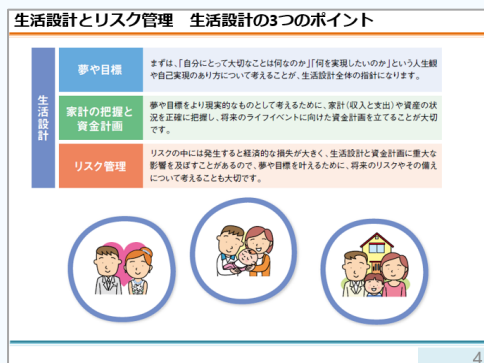 生活設計とリスク管理　生活設計の3つのポイント
生活設計
夢や目標
まずは、「自分にとって大切なことは何なのか」「何を実現したいのか」という人生観
や自己実現のあり方について考えることが、生活設計全体の指針になります。
家計の把握と
資金計画
夢や目標をより現実的なものとして考えるために、家計（収入と支出）や資産の状
況を正確に把握し、将来のライフイベントに向けた資金計画を立てることが大切
です。
リスク管理
リスクの中には発生すると経済的な損失が大きく、生活設計と資金計画に重大な
影響を及ぼすことがあるので、夢や目標を叶えるために、将来のリスクやその備え
について考えることも大切です。
4